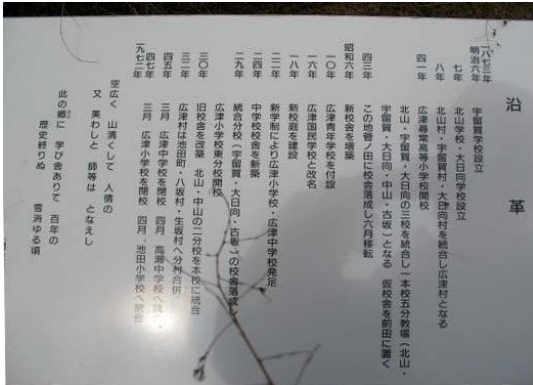 沿革
一八七三年
明治六年 宇留賀学校設立
七年 北山学校・大日向学校設立
八年 北山村・宇留賀村・大日向村を統合し広津村となる
広津尋常高等小学校開校
四一年 北山・宇留賀・大日向の三校を統合し一本校五分教場(北山・
宇留賀・大日向・中山・古坂)となる 仮校舎を前田に置く
四三年 この地菅ノ田に校舎落成し六月移転
昭和六年 新校舎を増築
一〇年 広津青年学校を付設
一六年 広津国民学校と改名
一八年 新校庭を建設
二二年 新学制により広津小学校・広津中学校発足
二四年 中学校校舎を新築
二九年 統合分校(宇留賀・大日向・古坂)の校舎落成し
広津小学校東分校開校
三〇年 旧校舎を改築 北山・中山の二分校を本校に統合
三二年 広津村は池田町・八坂村・生坂村へ分村合併
四五年 三月 広津中学校を閉校 四月 高瀬中学校へ統合
四七年 三月 広津小学校を閉校 四月 池田小学校へ統合
一九七二年
空広く 山清くして 人情の
又 美わしと 師等は となえし
此の郷に 学び舎ありて 百年の
歴史終りぬ 雪消ゆる頃